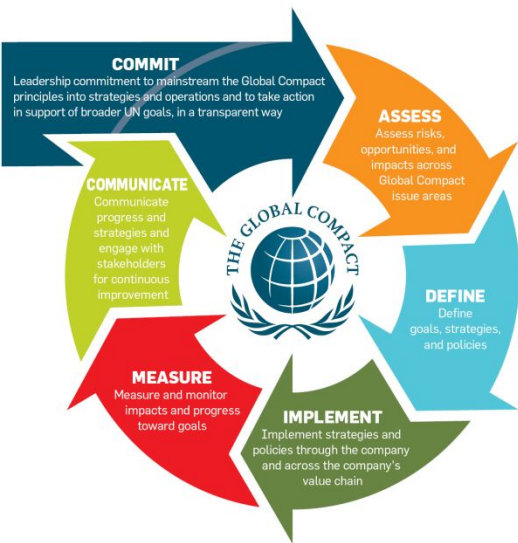 COMMIT
Leadership commitment to mainstream the Global Compact
principles into strategies and operations and to take action
in support of broader UN goals, in a transparent way
ASSESS
Assess risks,
opportunities, and
impacts across
Global Compact
issue areas
DEFINE
Define
goals, strategies,
and policies
IMPLEMENT
Implement strategies and
policies through the company
and across the company's
value chain
MEASURE
Measure and monitor
impacts and progress
toward goals
COMMUNICATE
Communicate
progress and
strategies and
engage with
stakeholders
for continuous
improvement
THE GLOBAL COMPACT